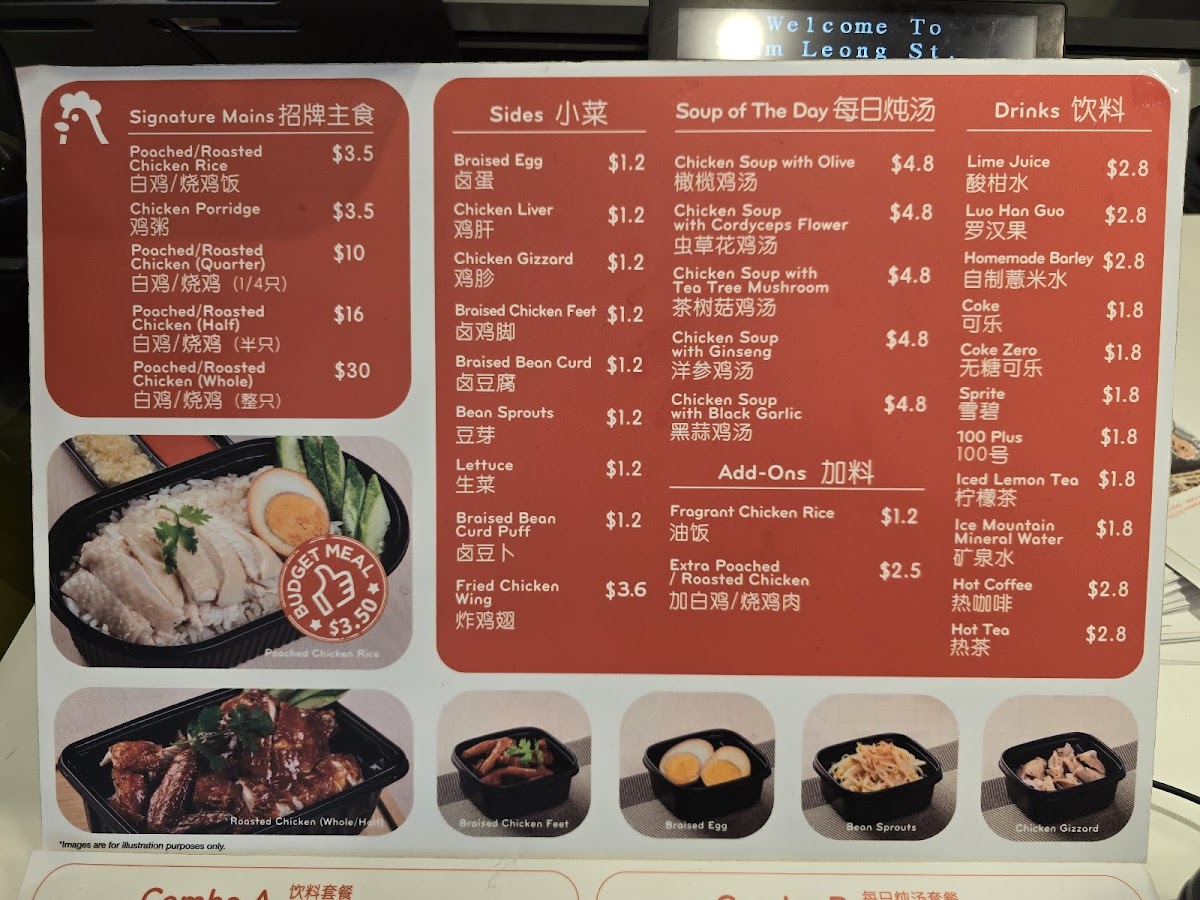 Welcome To
m Leong St.
Signature Mains 招牌主食
Poached/Roasted
Chicken Rice
$3.5
白鸡/烧鸡饭
Chicken Porridge
$3.5
鸡粥
Poached/Roasted
Chicken (Quarter)
$10
白鸡/烧鸡 (1/4只)
Poached/Roasted
Chicken (Half)
$16
白鸡/烧鸡 (半只)
Poached/Roasted
Chicken (Whole)
$30
白鸡/烧鸡 (整只)
Sides 小菜
Braised Egg $1.2
卤蛋
Chicken Liver $1.2
鸡肝
Chicken Gizzard $1.2
鸡胗
Braised Chicken Feet $1.2
卤鸡脚
Braised Bean Curd $1.2
卤豆腐
Bean Sprouts $1.2
豆芽
Lettuce $1.2
生菜
Braised Bean
Curd Puff
$1.2
卤豆卜
Fried Chicken
Wing
$3.6
炸鸡翅
Soup of The Day 每日炖汤
Chicken Soup with Olive $4.8
橄榄鸡汤
Chicken Soup
with Cordyceps Flower
$4.8
虫草花鸡汤
Chicken Soup with
Tea Tree Mushroom
$4.8
茶树菇鸡汤
Chicken Soup
with Ginseng
$4.8
洋参鸡汤
Chicken Soup
with Black Garlic
$4.8
黑蒜鸡汤
Add-Ons 加料
Fragrant Chicken Rice $1.2
油饭
Extra Poached
/ Roasted Chicken
$2.5
加白鸡/烧鸡肉
Drinks 饮料
Lime Juice $2.8
酸柑水
Luo Han Guo $2.8
罗汉果
Homemade Barley $2.8
自制薏米水
Coke $1.8
可乐
Coke Zero $1.8
无糖可乐
Sprite $1.8
雪碧
100 Plus $1.8
100号
Iced Lemon Tea $1.8
柠檬茶
Ice Mountain
Mineral Water
$1.8
矿泉水
Hot Coffee $2.8
热咖啡
Hot Tea $2.8
热茶
BUDGET MEAL
$3.50
Poached Chicken Rice
Roasted Chicken (Whole/Half)
Braised Chicken Feet
Braised Egg
Bean Sprouts
Chicken Gizzard
*Images are for illustration purposes only.
Combo A 饮料套餐
Combo B 每日炖汤套餐